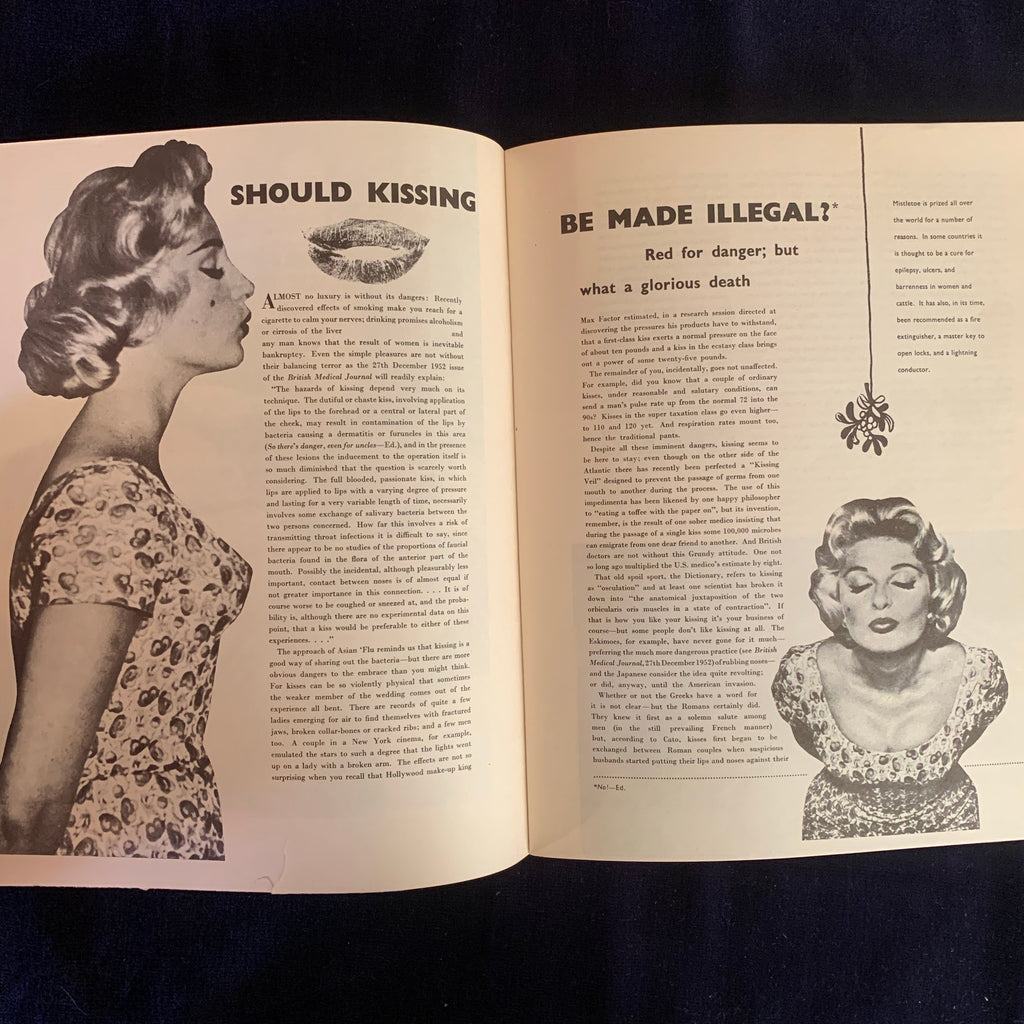 SHOULD KISSING
ALMOST no luxury is without its dangers: Recently
discovered effects of smoking make you reach for a
cigarette to calm your nerves; drinking promises alcoholism
or cirrosis of the liver and
any man knows that the result of women is inevitable
bankruptcy. Even the simple pleasures are not without
their balancing terror as the 27th December 1952 issue
of the British Medical Journal will readily explain:
"The hazards of kissing depend very much on its
technique. The dutiful or chaste kiss, involving application
of the lips to the forehead or a central or lateral part of
the cheek, may result in contamination of the lips by
bacteria causing a dermatitis or furuncles in this area
(So there's danger, even for uncles—Ed.), and in the presence
of these lesions the inducement to the operation itself is
so much diminished that the question is scarcely worth
considering. The full blooded, passionate kiss, in which
lips are applied to lips with a varying degree of pressure
and lasting for a very variable length of time, necessarily
involves some exchange of salivary bacteria between the
two persons concerned. How far this involves a risk of
transmitting throat infections it is difficult to say, since
there appear to be no studies of the proportions of faucial
bacteria found in the flora of the anterior part of the
mouth. Possibly the incidental, although pleasurably less
important, contact between noses is of almost equal if
not greater importance in this connection. . . . It is of
course worse to be coughed or sneezed at, and the proba-
bility is, although there are no experimental data on this
point, that a kiss would be preferable to either of these
experiences. . . ."
The approach of Asian 'Flu reminds us that kissing is a
good way of sharing out the bacteria—but there are more
obvious dangers to the embrace than you might think.
For kisses can be so violently physical that sometimes
the weaker member of the wedding comes out of the
experience all bent. There are records of quite a few
ladies emerging for air to find themselves with fractured
jaws, broken collar-bones or cracked ribs; and a few men
too. A couple in a New York cinema, for example,
emulated the stars to such a degree that the lights went
up on a lady with a broken arm. The effects are not so
surprising when you recall that Hollywood make-up king
BE MADE ILLEGAL?*
Red for danger; but
what a glorious death
Max Factor estimated, in a research session directed at
discovering the pressures his products have to withstand,
that a first-class kiss exerts a normal pressure on the face
of about ten pounds and a kiss in the ecstasy class brings
out a power of some twenty-five pounds.
The remainder of you, incidentally, goes not unaffected.
For example, did you know that a couple of ordinary
kisses, under reasonable and salutary conditions, can
send a man's pulse rate up from the normal 72 into the
90s? Kisses in the super taxation class go even higher—
to 110 and 120 yet. And respiration rates mount too,
hence the traditional pants.
Despite all these imminent dangers, kissing seems to
be here to stay; even though on the other side of the
Atlantic there has recently been perfected a "Kissing
Veil" designed to prevent the passage of germs from one
mouth to another during the process. The use of this
impedimenta has been likened by one happy philosopher
to "eating a toffee with the paper on", but its invention,
remember, is the result of one sober medico insisting that
during the passage of a single kiss some 100,000 microbes
can emigrate from one dear friend to another. And British
doctors are not without this Grundy attitude. One not
so long ago multiplied the U.S. medico's estimate by eight.
That old spoil sport, the Dictionary, refers to kissing
as "osculation" and at least one scientist has broken it
down into "the anatomical juxtaposition of the two
orbicularis oris muscles in a state of contraction". If
that is how you like your kissing it's your business of
course—but some people don't like kissing at all. The
Eskimoes, for example, have never gone for it much—
preferring the much more dangerous practice (see British
Medical Journal, 27th December 1952) of rubbing noses—
and the Japanese consider the idea quite revolting;
or did, anyway, until the American invasion.
Whether or not the Greeks have a word for
it is not clear—but the Romans certainly did.
They knew it first as a solemn salute among
men (in the still prevailing French manner)
but, according to Cato, kisses first began to be
exchanged between Roman couples when suspicious
husbands started putting their lips and noses against their
*No!—Ed.
Mistletoe is prized all over
the world for a number of
reasons. In some countries it
is thought to be a cure for
epilepsy, ulcers, and
barrenness in women and
cattle. It has also, in its time,
been recommended as a fire
extinguisher, a master key to
open locks, and a lightning
conductor.